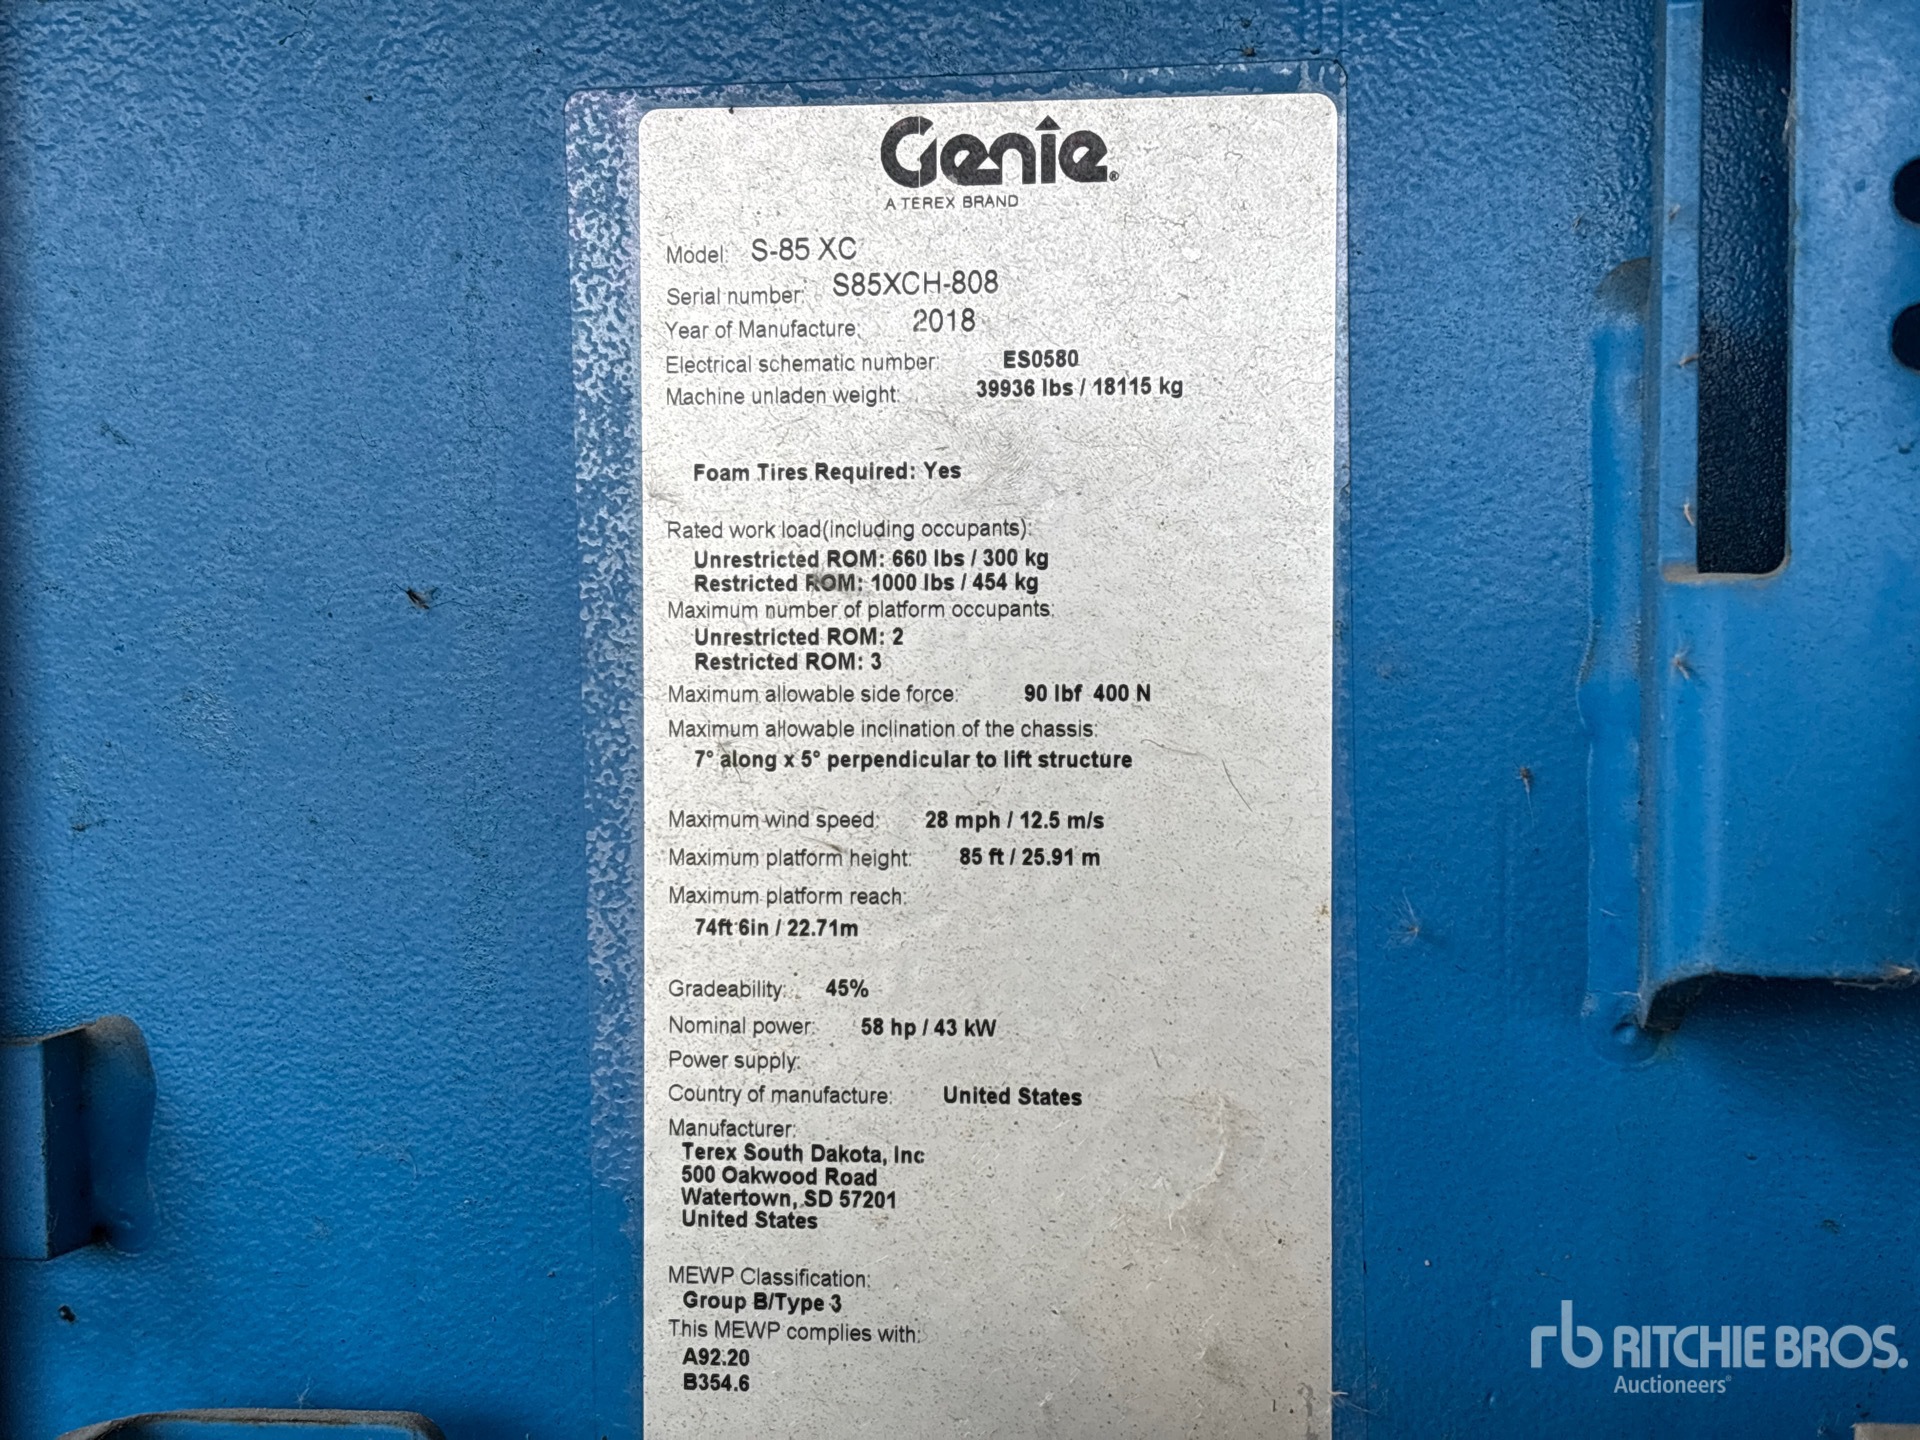 Genie®
A TEREX BRAND
Model: S-85 XC
Serial number: S85XCH-808
Year of Manufacture: 2018
Electrical schematic number: ES0580
Machine unladen weight: 39936 lbs / 18115 kg
Foam Tires Required: Yes
Rated work load(including occupants):
Unrestricted ROM: 660 lbs / 300 kg
Restricted ROM: 1000 lbs / 454 kg
Maximum number of platform occupants:
Unrestricted ROM: 2
Restricted ROM: 3
Maximum allowable side force: 90 lbf 400 N
Maximum allowable inclination of the chassis:
7° along x 5° perpendicular to lift structure
Maximum wind speed: 28 mph / 12.5 m/s
Maximum platform height: 85 ft / 25.91 m
Maximum platform reach:
74ft 6in / 22.71m
Gradeability: 45%
Nominal power: 58 hp / 43 kW
Power supply:
Country of manufacture: United States
Manufacturer:
Terex South Dakota, Inc
500 Oakwood Road
Watertown, SD 57201
United States
MEWP Classification:
Group B/Type 3
This MEWP complies with:
A92.20
B354.6
rb RITCHIE BROS.
Auctioneers®